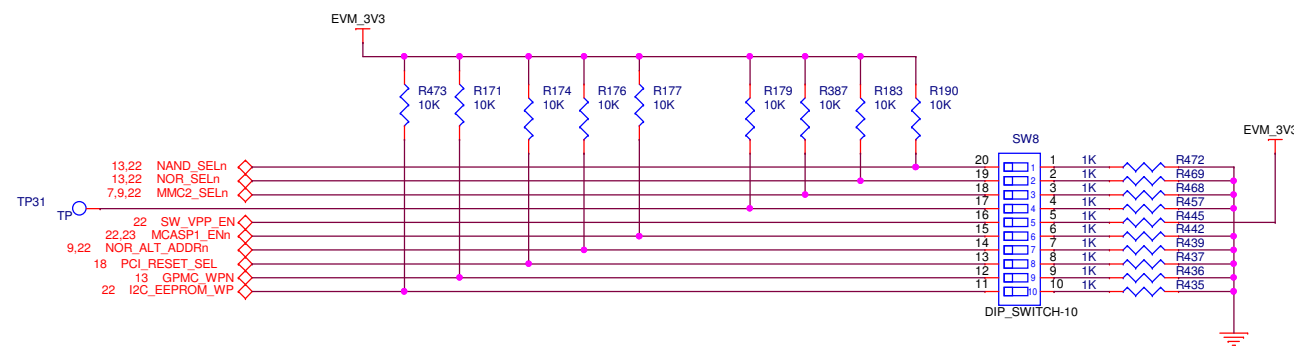 EVM_3V3
R473 R171 R174 R176 R177 R179 R387 R183 R190
10K 10K 10K 10K 10K 10K 10K 10K 10K
SW8
EVM_3V3
13,22 NAND_SELn 20 1 1 1K R472
13,22 NOR_SELn 19 2 2 1K R469
7,9,22 MMC2_SELn 18 3 3 1K R468
TP31 TP 17 4 4 1K R457
22 SW_VPP_EN 16 5 5 1K R445
22,23 MCASP1_ENn 15 6 6 1K R442
9,22 NOR_ALT_ADDRn 14 7 7 1K R439
18 PCI_RESET_SEL 13 8 8 1K R437
13 GPMC_WPN 12 9 9 1K R436
22 I2C_EEPROM_WP 11 10 10 1K R435
DIP_SWITCH-10